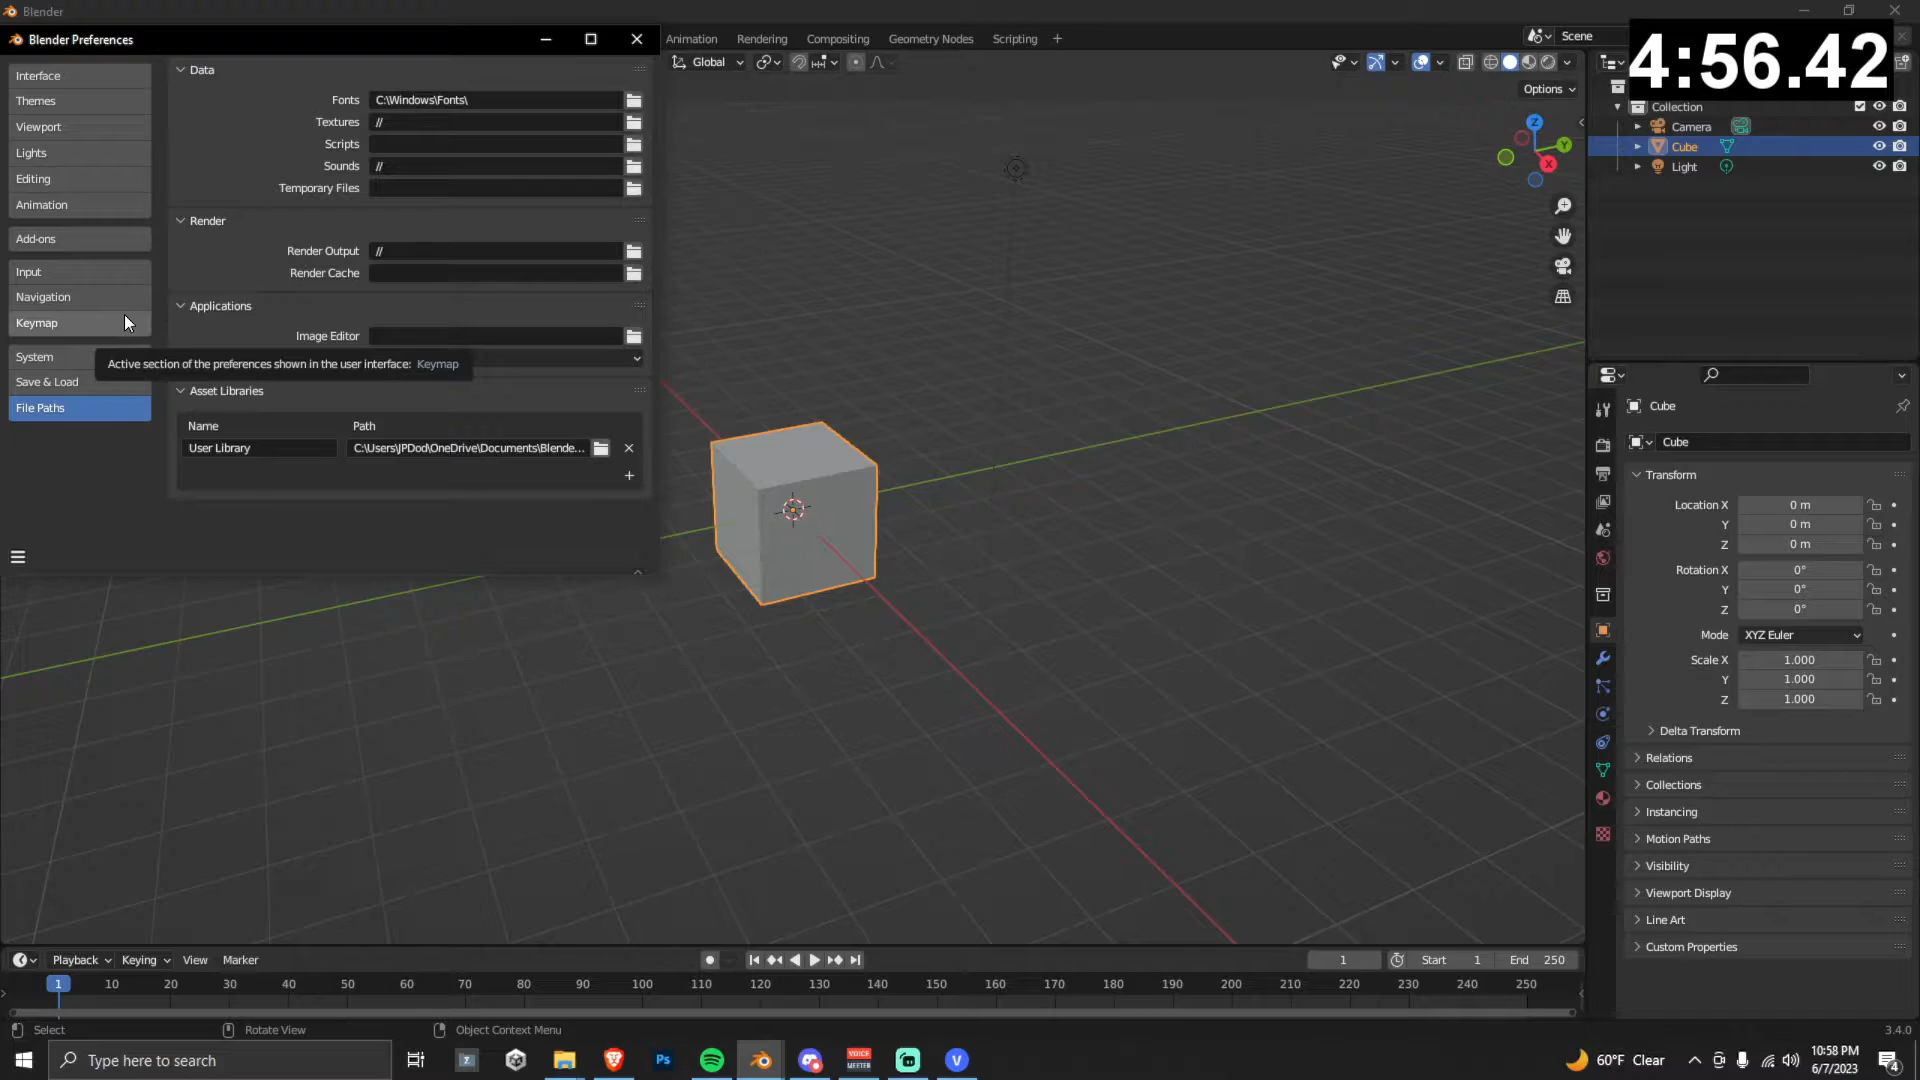 Blender
Blender Preferences
Animation Rendering Compositing Geometry Nodes Scripting +
Scene
4:56.42
Global
Options
Interface
Themes
Viewport
Lights
Editing
Animation
Add-ons
Input
Navigation
Keymap
System
Save & Load
File Paths
Data
Fonts C:\Windows\Fonts\
Textures //
Scripts
Sounds //
Temporary Files
Render
Render Output //
Render Cache
Applications
Image Editor
Active section of the preferences shown in the user interface: Keymap
Asset Libraries
Name Path
User Library C:\Users\JPDod\OneDrive\Documents\Blende...
Z
Y
X
Collection
Camera
Cube
Light
Cube
Cube
Transform
Location X 0 m
Y 0 m
Z 0 m
Rotation X 0°
Y 0°
Z 0°
Mode XYZ Euler
Scale X 1.000
Y 1.000
Z 1.000
Delta Transform
Relations
Collections
Instancing
Motion Paths
Visibility
Viewport Display
Line Art
Custom Properties
Playback Keying View Marker
1 Start 1 End 250
1 10 20 30 40 50 60 70 80 90 100 110 120 130 140 150 160 170 180 190 200 210 220 230 240 250
Select Rotate View Object Context Menu
3.4.0
Type here to search
Ps
VOICE
MEETER
V
60°F Clear
10:58 PM
6/7/2023
4